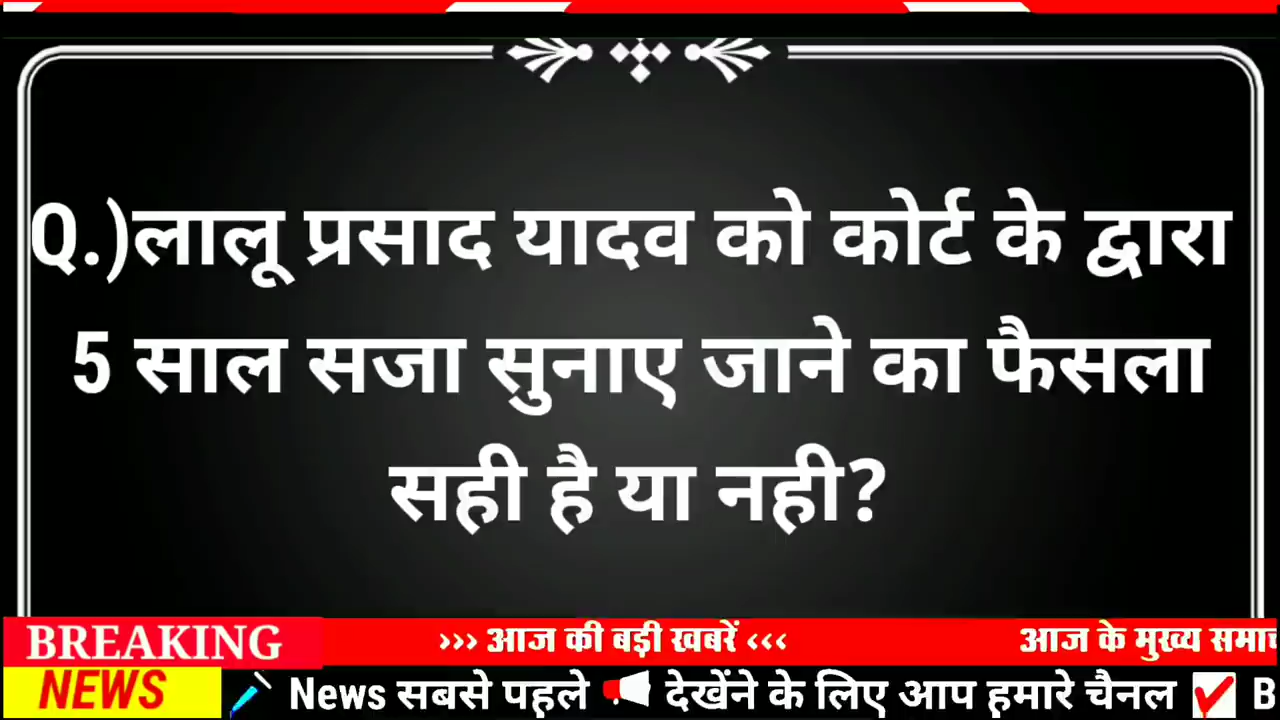 Q.)लालू प्रसाद यादव को कोर्ट के द्वारा
5 साल सजा सुनाए जाने का फैसला
सही है या नही?
BREAKING
NEWS
››› आज की बड़ी खबरें ‹‹‹ आज के मुख्य
News सबसे पहले देखेंने के लिए आप हमारे चैनल B